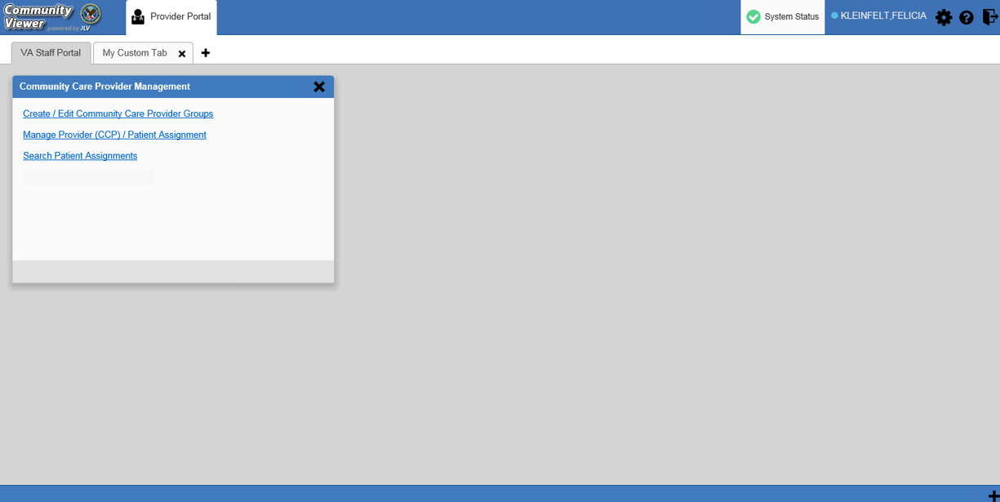 Community
Viewer
powered by JLV
Provider Portal
System Status
KLEINFELT,FELICIA
VA Staff Portal
My Custom Tab
Community Care Provider Management
Create / Edit Community Care Provider Groups
Manage Provider (CCP) / Patient Assignment
Search Patient Assignments